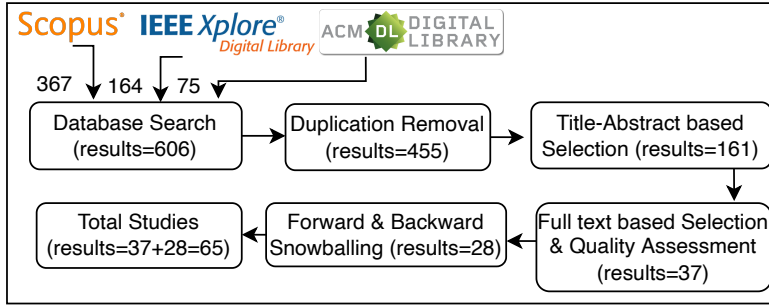 Scopus®
IEEE Xplore®
Digital Library
ACM DL DIGITAL
LIBRARY
367
164
75
Database Search
(results=606)
Duplication Removal
(results=455)
Title-Abstract based
Selection (results=161)
Total Studies
(results=37+28=65)
Forward & Backward
Snowballing (results=28)
Full text based Selection
& Quality Assessment
(results=37)